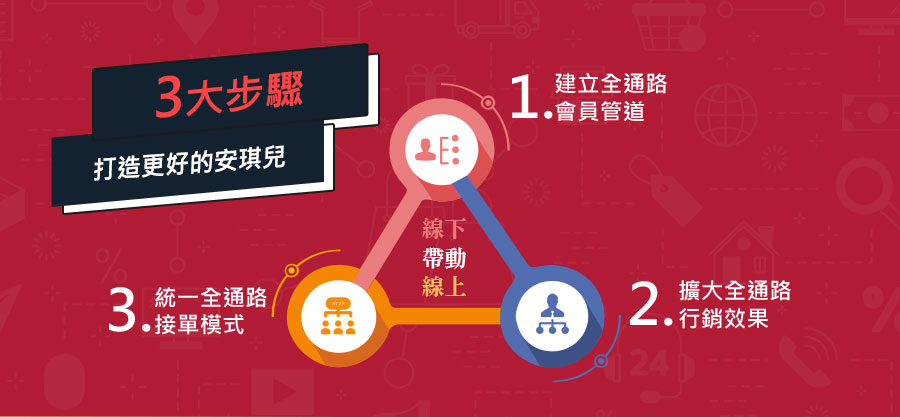 3大步驟
打造更好的安琪兒
1.
建立全通路
會員管道
線下
帶動
線上
2.
擴大全通路
行銷效果
3.
統一全通路
接單模式
HTTP
24